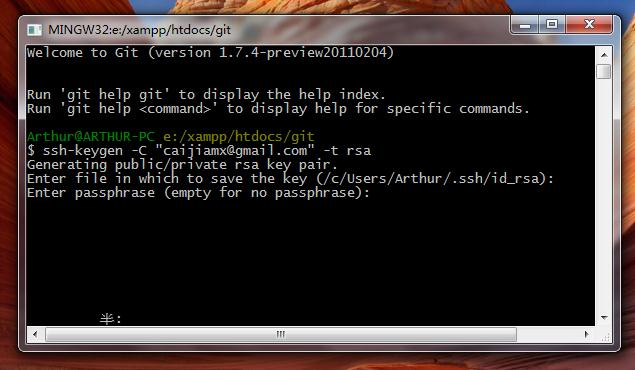 MINGW32:e:/xampp/htdocs/git
Welcome to Git (version 1.7.4-preview20110204)
Run 'git help git' to display the help index.
Run 'git help <command>' to display help for specific commands.
Arthur@ARTHUR-PC e:/xampp/htdocs/git
$ ssh-keygen -C "caijiamx@gmail.com" -t rsa
Generating public/private rsa key pair.
Enter file in which to save the key (/c/Users/Arthur/.ssh/id_rsa):
Enter passphrase (empty for no passphrase):
半: